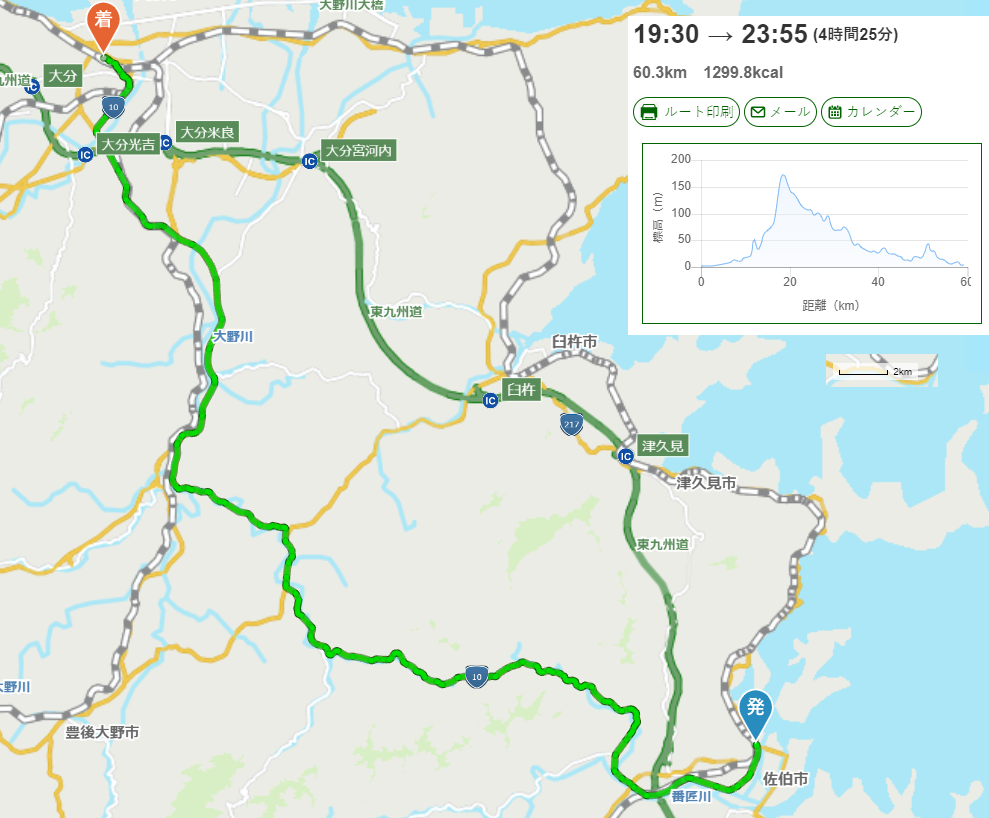 大野川大橋
着
19:30 → 23:55 (4時間25分)
60.3km 1299.8kcal
ルート印刷 メール カレンダー
九州道
IC
大分
10
大分光吉
IC
大分米良
IC
大分宮河内
IC
200
150
100
50
0
標高 (m)
0 20 40 60
距離 (km)
東九州道
大野川
臼杵市
2km
臼杵
IC
217
津久見
IC
津久見市
東九州道
10
発
大野川
豊後大野市
佐伯市
番匠川